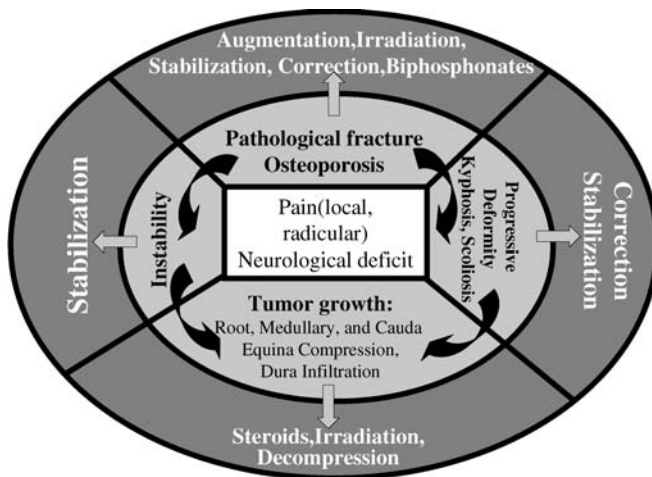 Augmentation,Irradiation,
Stabilization, Correction,Biphosphonates
Pathological fracture
Osteoporosis
Stabilization
Instability
Pain(local,
radicular)
Neurological deficit
Progressive
Deformity
Kyphosis, Scoliosis
Correction
Stabilization
Tumor growth:
Root, Medullary, and Cauda
Equina Compression,
Dura Infiltration
Steroids,Irradiation,
Decompression